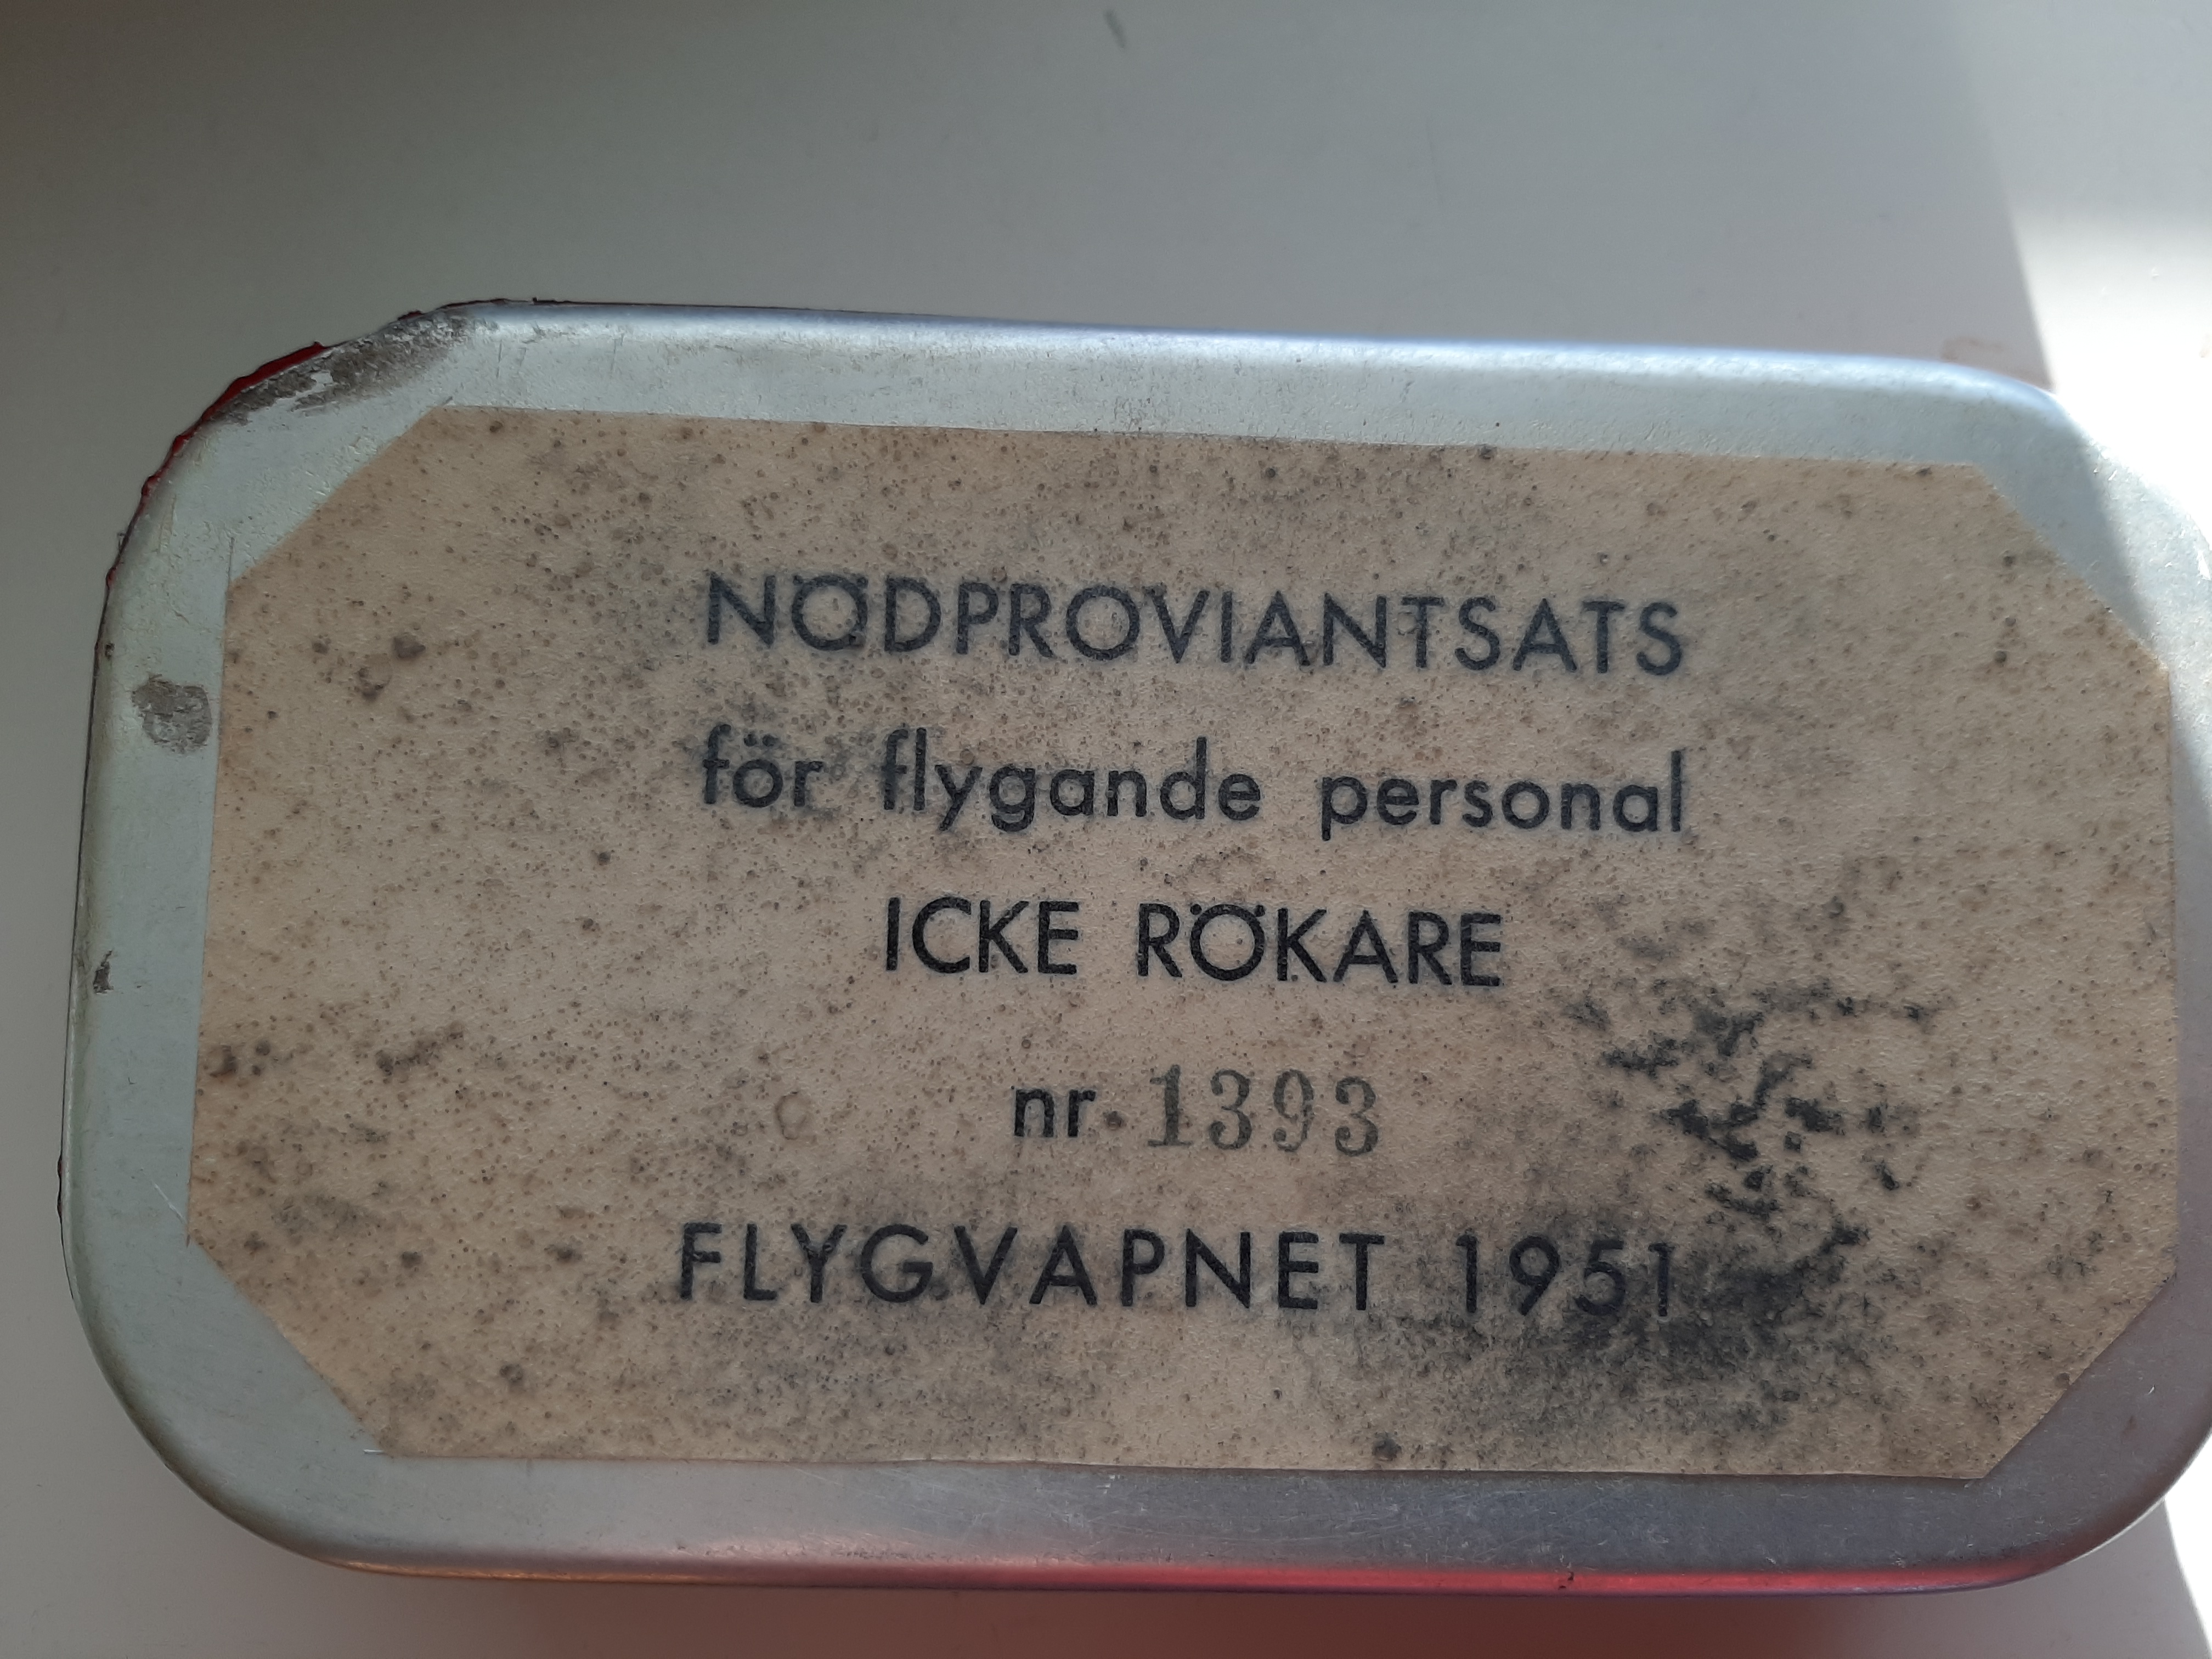 NÖDPROVIANTSATS
för flygande personal
ICKE RÖKARE
nr. 1393
FLYGVAPNET 1951